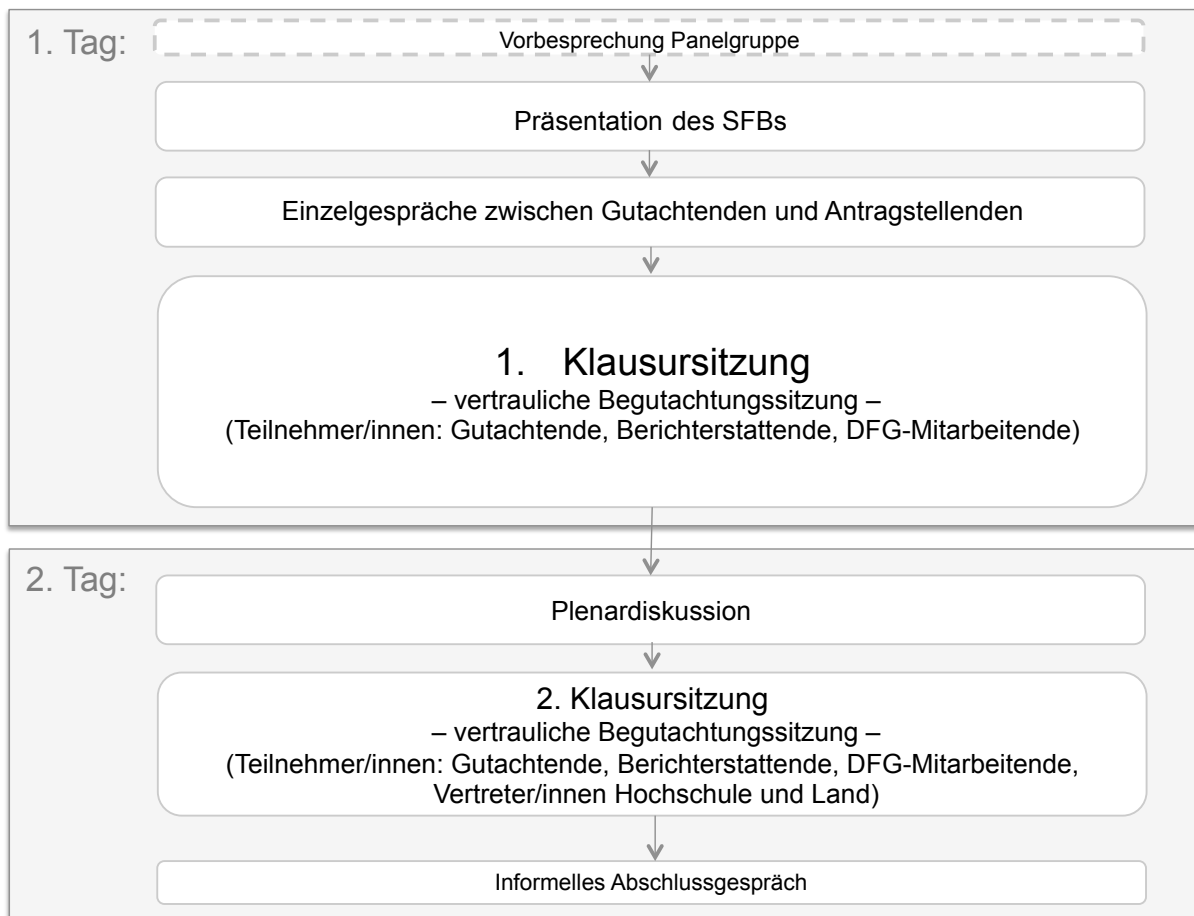 1. Tag:
Vorbesprechung Panelgruppe
Präsentation des SFBs
Einzelgespräche zwischen Gutachtenden und Antragstellenden
1. Klausursitzung
– vertrauliche Begutachtungssitzung –
(Teilnehmer/innen: Gutachtende, Berichterstattende, DFG-Mitarbeitende)
2. Tag:
Plenardiskussion
2. Klausursitzung
– vertrauliche Begutachtungssitzung –
(Teilnehmer/innen: Gutachtende, Berichterstattende, DFG-Mitarbeitende,
Vertreter/innen Hochschule und Land)
Informelles Abschlussgespräch